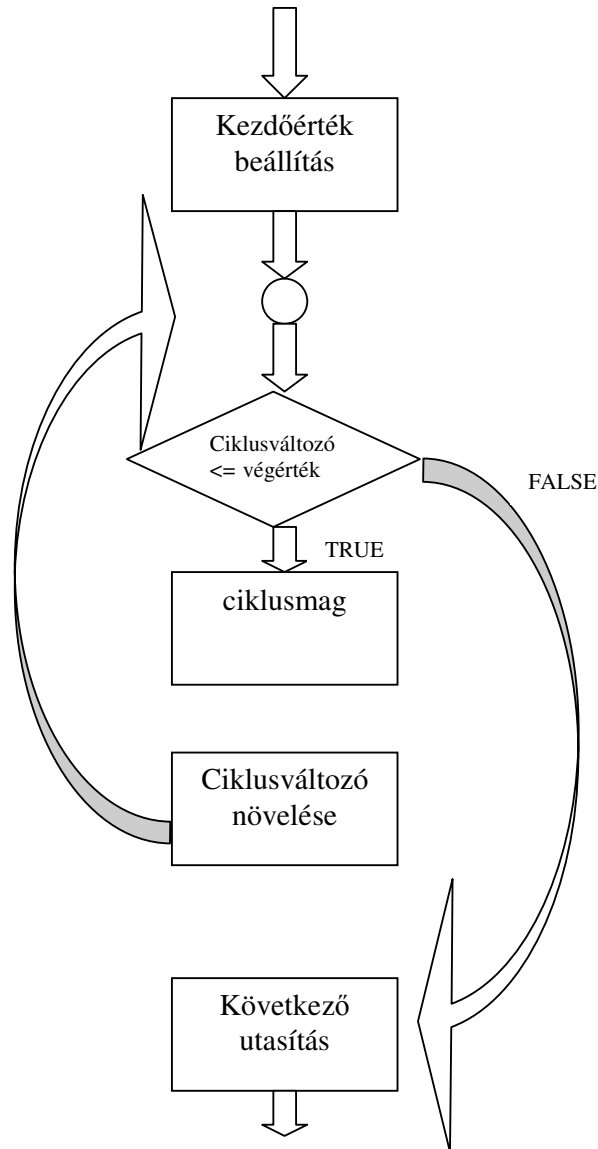 Kezdőérték
beállítás
Ciklusváltozó
<= végérték
FALSE
TRUE
ciklusmag
Ciklusváltozó
növelése
Következő
utasítás